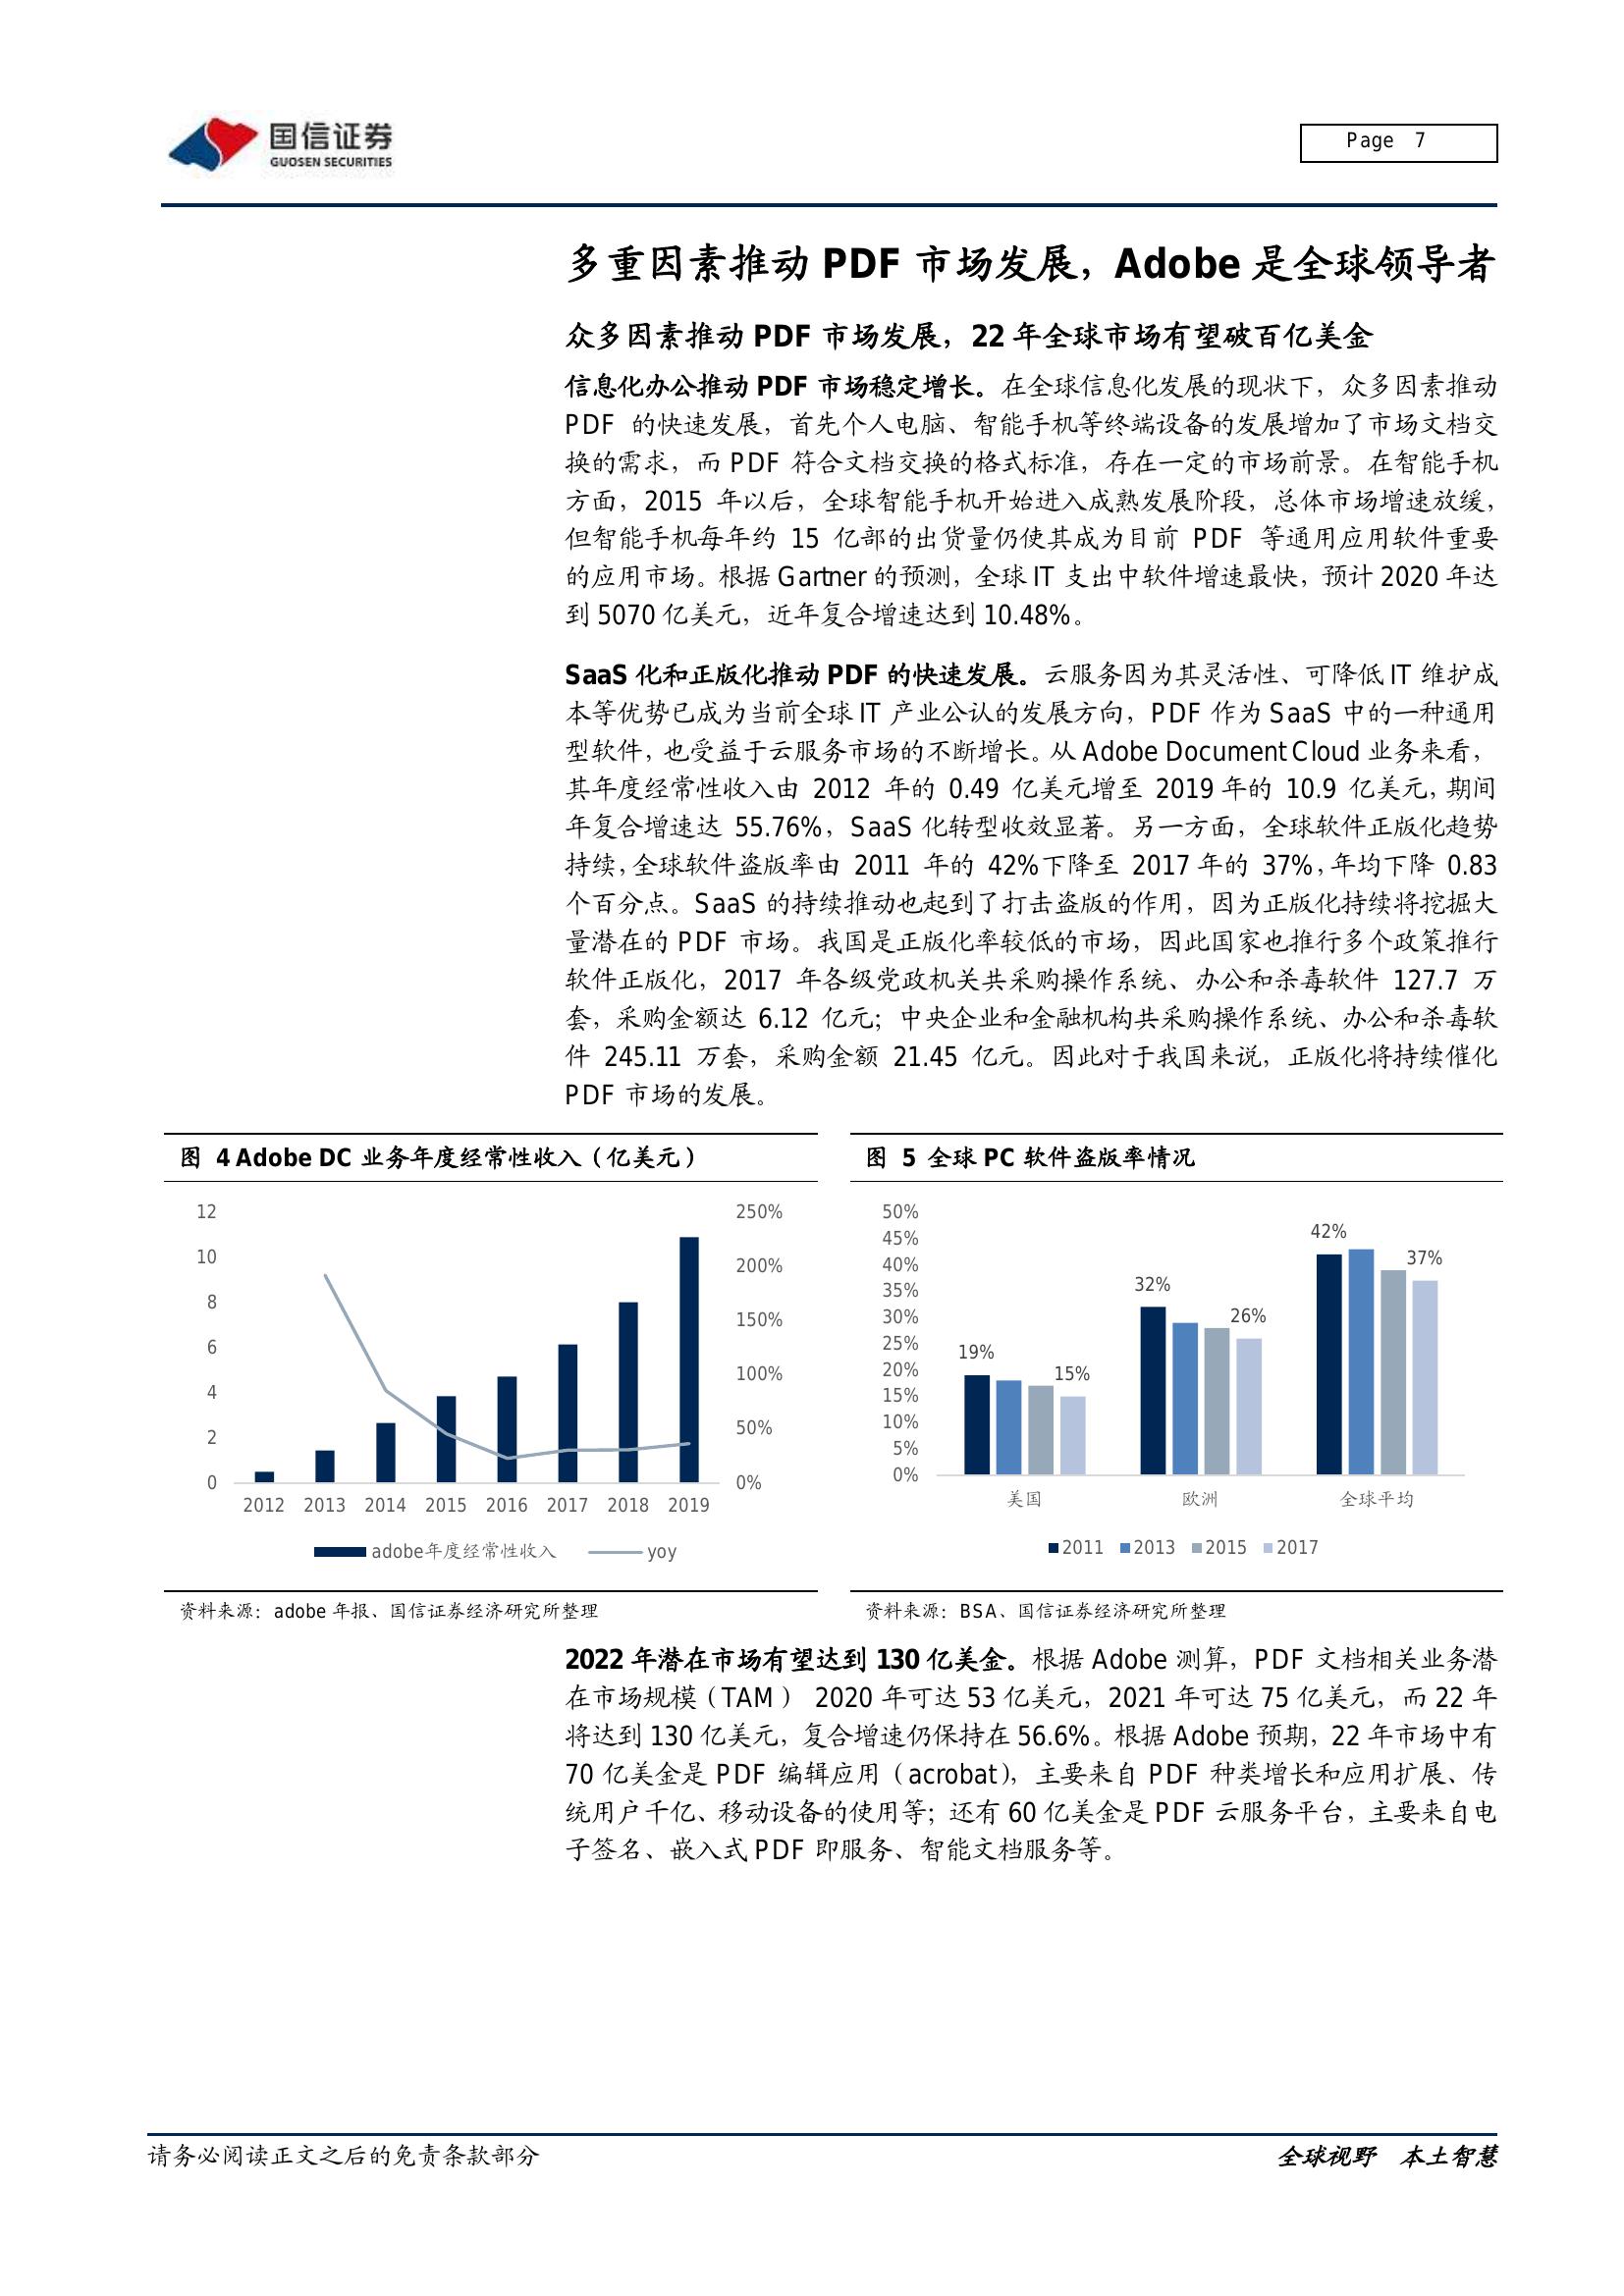 国信证券
GUOSEN SECURITIES
Page 7
多重因素推动 PDF 市场发展，Adobe 是全球领导者
众多因素推动 PDF 市场发展，22 年全球市场有望破百亿美金
信息化办公推动 PDF 市场稳定增长。在全球信息化发展的现状下，众多因素推动
PDF 的快速发展，首先个人电脑、智能手机等终端设备的发展增加了市场文档交
换的需求，而 PDF 符合文档交换的格式标准，存在一定的市场前景。在智能手机
方面，2015 年以后，全球智能手机开始进入成熟发展阶段，总体市场增速放缓，
但智能手机每年约 15 亿部的出货量仍使其成为目前 PDF 等通用应用软件重要
的应用市场。根据 Gartner 的预测，全球 IT 支出中软件增速最快，预计 2020 年达
到 5070 亿美元，近年复合增速达到 10.48%。
SaaS 化和正版化推动 PDF 的快速发展。云服务因为其灵活性、可降低 IT 维护成
本等优势已成为当前全球 IT 产业公认的发展方向，PDF 作为 SaaS 中的一种通用
型软件，也受益于云服务市场的不断增长。从 Adobe Document Cloud 业务来看，
其年度经常性收入由 2012 年的 0.49 亿美元增至 2019 年的 10.9 亿美元，期间
年复合增速达 55.76%，SaaS 化转型收效显著。另一方面，全球软件正版化趋势
持续，全球软件盗版率由 2011 年的 42%下降至 2017 年的 37%，年均下降 0.83
个百分点。SaaS 的持续推动也起到了打击盗版的作用，因为正版化持续将挖掘大
量潜在的 PDF 市场。我国是正版化率较低的市场，因此国家也推行多个政策推行
软件正版化，2017 年各级党政机关共采购操作系统、办公和杀毒软件 127.7 万
套，采购金额达 6.12 亿元；中央企业和金融机构共采购操作系统、办公和杀毒软
件 245.11 万套，采购金额 21.45 亿元。因此对于我国来说，正版化将持续催化
PDF 市场的发展。
图 4 Adobe DC 业务年度经常性收入（亿美元）
12
10
8
6
4
2
0
250%
200%
150%
100%
50%
0%
2012 2013 2014 2015 2016 2017 2018 2019
adobe年度经常性收入 yoy
资料来源：adobe 年报、国信证券经济研究所整理
图 5 全球 PC 软件盗版率情况
50%
45%
40%
35%
30%
25%
20%
15%
10%
5%
0%
19%
15%
32%
26%
42%
37%
美国 欧洲 全球平均
2011 2013 2015 2017
资料来源：BSA、国信证券经济研究所整理
2022 年潜在市场有望达到 130 亿美金。根据 Adobe 测算，PDF 文档相关业务潜
在市场规模（TAM） 2020 年可达 53 亿美元，2021 年可达 75 亿美元，而 22 年
将达到 130 亿美元，复合增速仍保持在 56.6%。根据 Adobe 预期，22 年市场中有
70 亿美金是 PDF 编辑应用（acrobat），主要来自 PDF 种类增长和应用扩展、传
统用户千亿、移动设备的使用等；还有 60 亿美金是 PDF 云服务平台，主要来自电
子签名、嵌入式 PDF 即服务、智能文档服务等。
请务必阅读正文之后的免责条款部分
全球视野 本土智慧